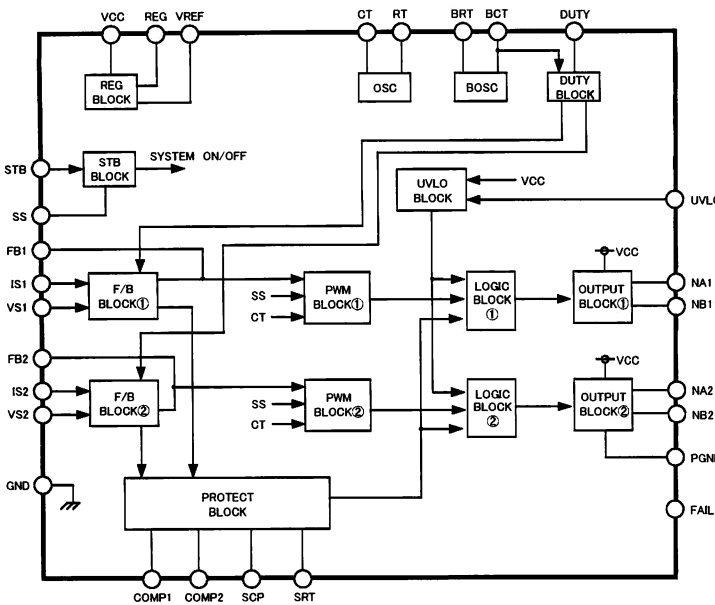 VCC REG VREF CT RT BRT BCT DUTY
REG
BLOCK
OSC
BOSC
DUTY
BLOCK
STB
STB
BLOCK
SYSTEM ON/OFF
UVLO
BLOCK
VCC
UVLO
SS
FB1
IS1
VS1
F/B
BLOCK①
SS
CT
PWM
BLOCK①
LOGIC
BLOCK
①
VCC
OUTPUT
BLOCK①
NA1
NB1
FB2
IS2
VS2
F/B
BLOCK②
SS
CT
PWM
BLOCK②
LOGIC
BLOCK
②
VCC
OUTPUT
BLOCK②
NA2
NB2
PGND
GND
PROTECT
BLOCK
FAIL
COMP1 COMP2 SCP SRT